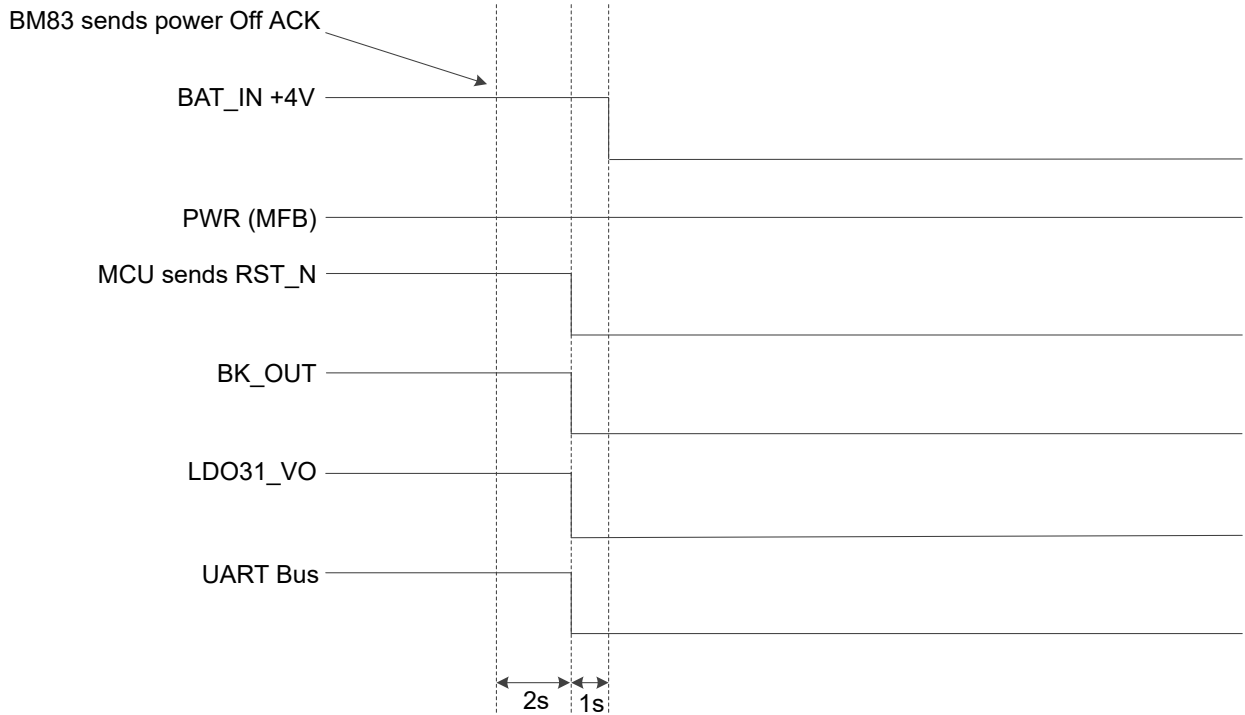 BM83 sends power Off ACK
BAT_IN +4V
PWR (MFB)
MCU sends RST_N
BK_OUT
LDO31_VO
UART Bus
2s
1s